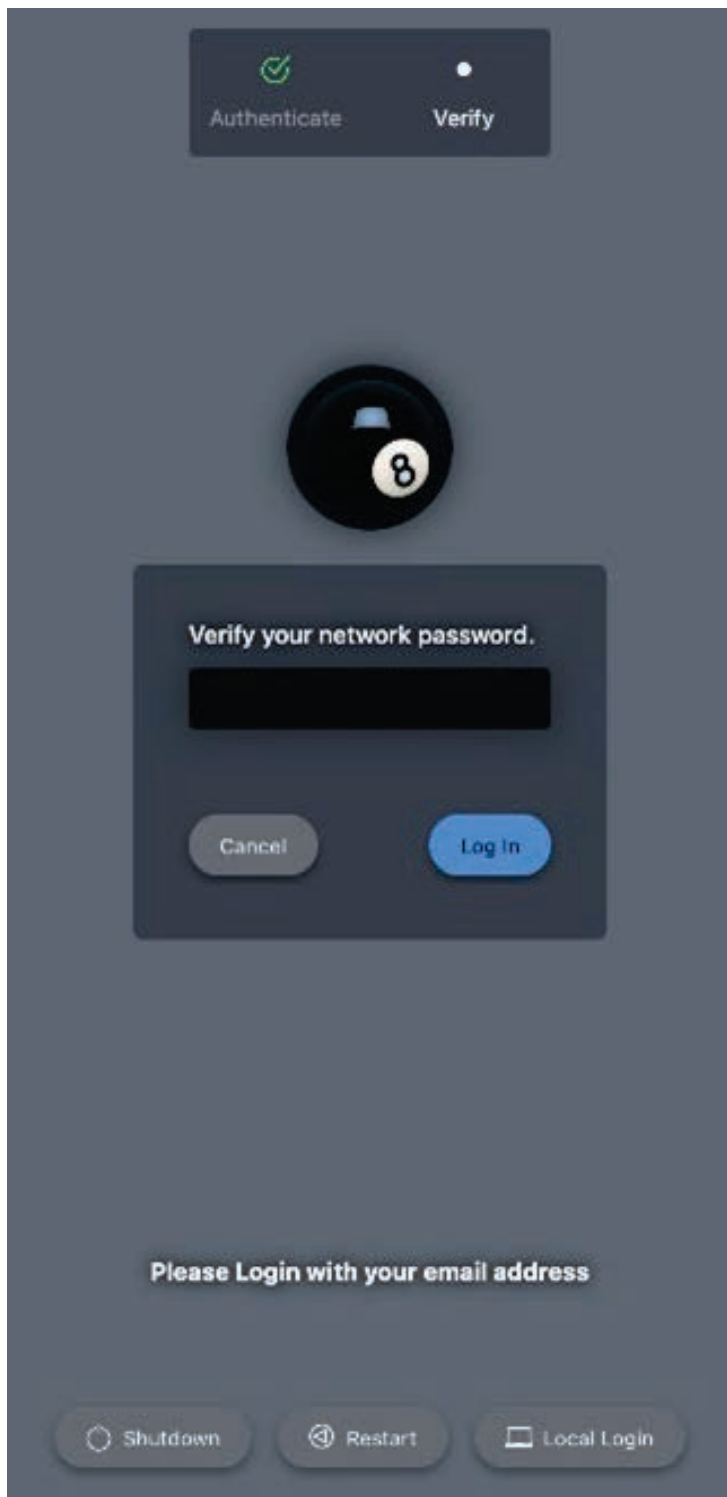 Authenticate Verify
8
Verify your network password.
Cancel Log In
Please Login with your email address
Shutdown Restart Local Login